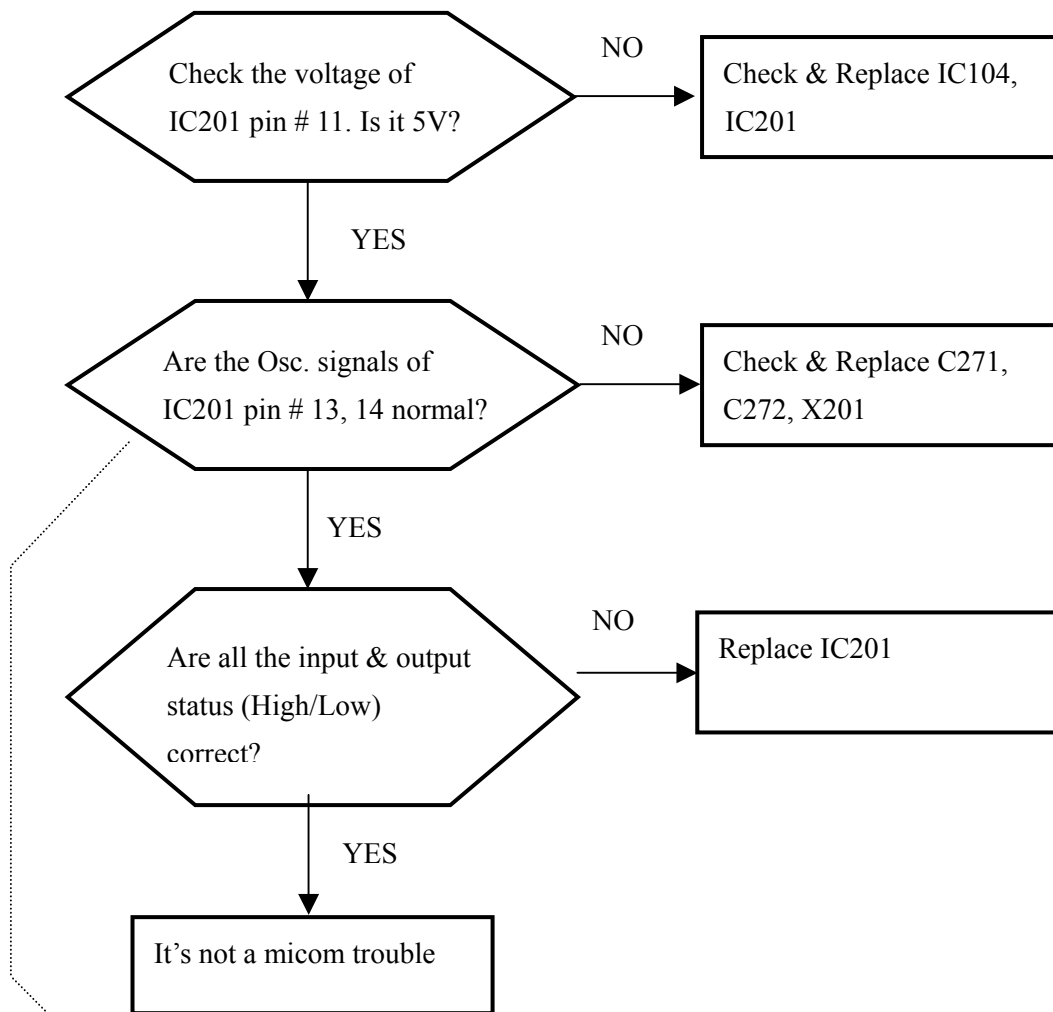 Check the voltage of
IC201 pin # 11. Is it 5V?
NO
Check & Replace IC104,
IC201
YES
Are the Osc. signals of
IC201 pin # 13, 14 normal?
NO
Check & Replace C271,
C272, X201
YES
Are all the input & output
status (High/Low)
correct?
NO
Replace IC201
YES
It's not a micom trouble